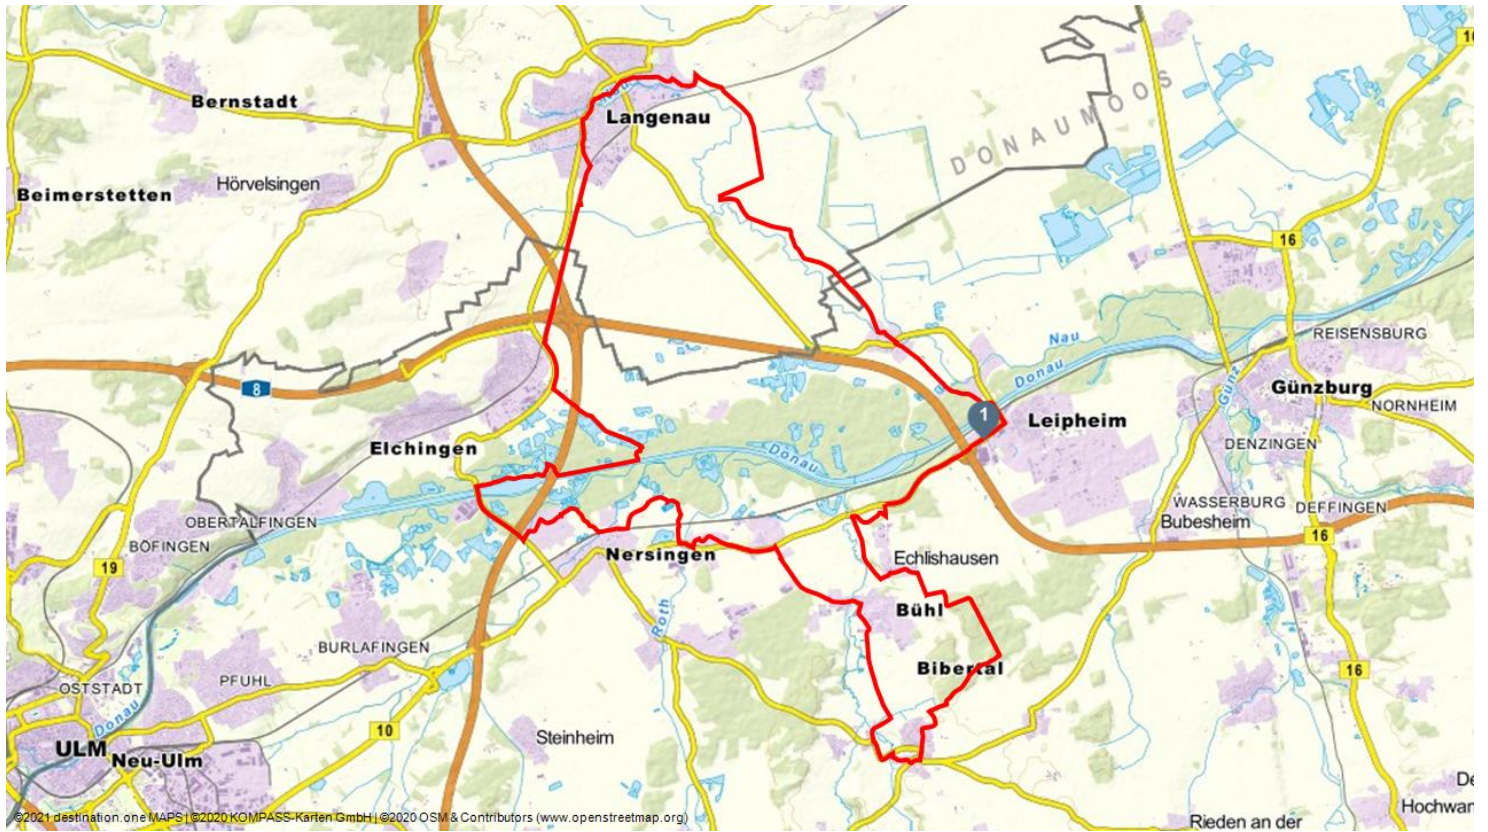 16
Bernstadt
Langenau
DONAUMOOS
Hörvelsingen
Beimerstetten
16
Nau
REISENSBURG
Donau
8
Günz
Günzburg
NORNHEIM
1
Leipheim
Elchingen
DENZINGEN
Donau
WASSERBURG
DEFFINGEN
OBERTALFINGEN
Bubesheim
16
BÖFINGEN
Nersingen
Echlishausen
19
Bühl
Roth
BURLAFINGEN
Bibertal
16
PFUHL
OSTSTADT
Donau
10
Steinheim
ULM
Neu-Ulm
De
Hochwan
©2021 destination.one MAPS | ©2020 KOMPASS-Karten GmbH | ©2020 OSM & Contributors (www.openstreetmap.org)
Rieden an der